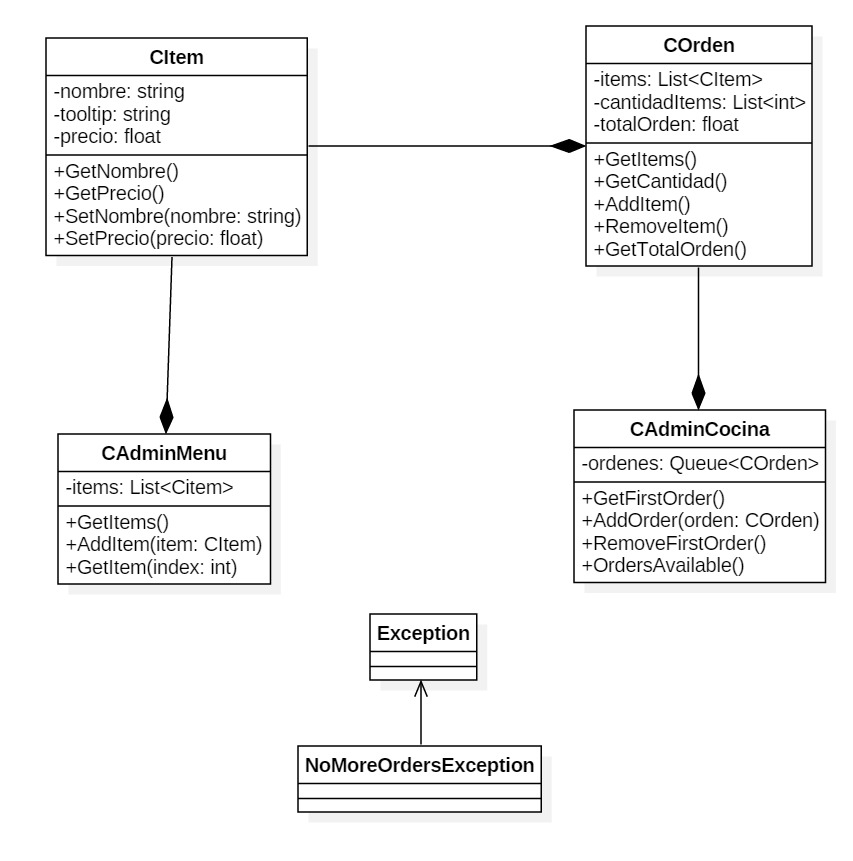 CItem
-nombre: string
-tooltip: string
-precio: float
+GetNombre()
+GetPrecio()
+SetNombre(nombre: string)
+SetPrecio(precio: float)
COrden
-items: List<CItem>
-cantidadItems: List<int>
-totalOrden: float
+GetItems()
+GetCantidad()
+AddItem()
+RemoveItem()
+GetTotalOrden()
CAdminMenu
-items: List<Citem>
+GetItems()
+AddItem(item: CItem)
+GetItem(index: int)
CAdminCocina
-ordenes: Queue<COrden>
+GetFirstOrder()
+AddOrder(orden: COrden)
+RemoveFirstOrder()
+OrdersAvailable()
Exception
NoMoreOrdersException